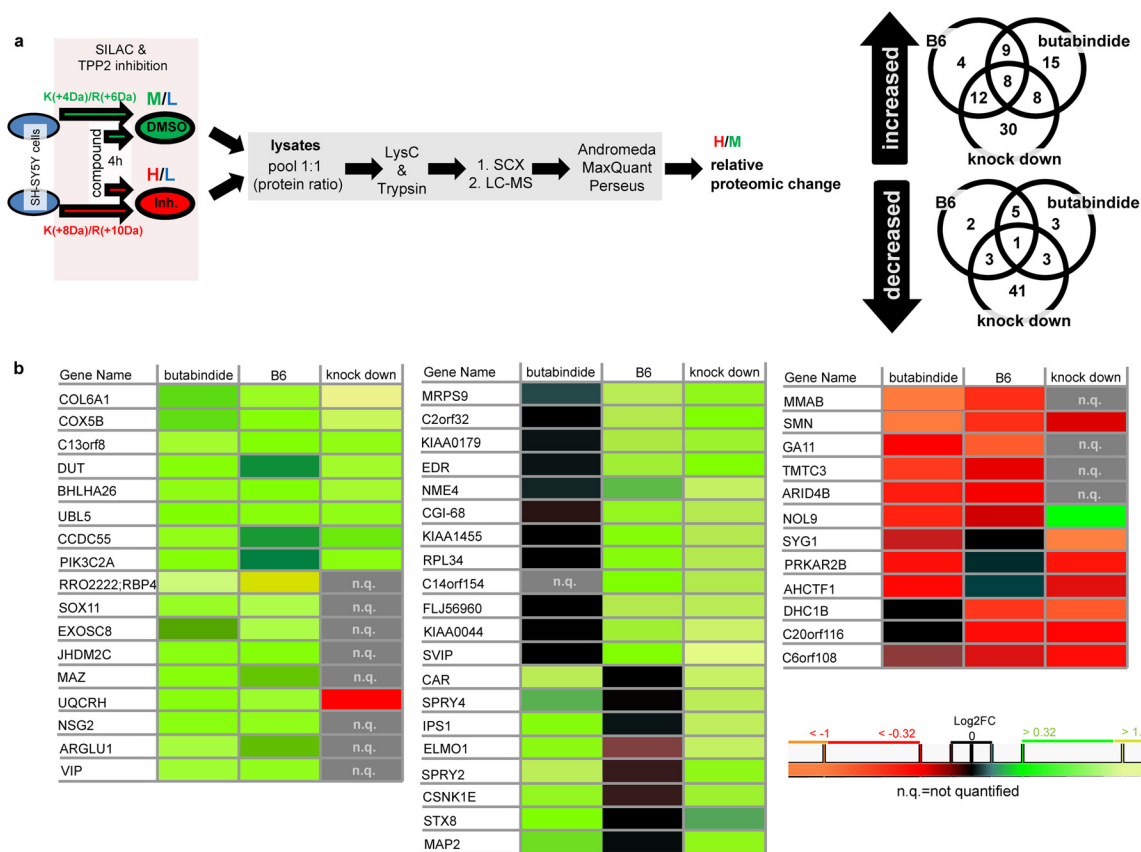 a
SILAC &
TPP2 inhibition
K(+4Da)/R(+6Da)
M/L
DMSO
SH-SY5Y cells
compound
4h
H/L
Inh.
K(+8Da)/R(+10Da)
lysates
pool 1:1
(protein ratio)
LysC
&
Trypsin
1. SCX
2. LC-MS
Andromeda
MaxQuant
Perseus
H/M
relative
proteomic change
increased
B6
butabindide
4
9
15
8
12
8
30
knock down
decreased
B6
butabindide
2
5
3
1
3
3
41
knock down
b
Gene Name butabindide B6 knock down
COL6A1
COX5B
C13orf8
DUT
BHLHA26
UBL5
CCDC55
PIK3C2A
RRO2222;RBP4 n.q.
SOX11 n.q.
EXOSC8 n.q.
JHDM2C n.q.
MAZ n.q.
UQCRH
NSG2 n.q.
ARGLU1 n.q.
VIP n.q.
Gene Name butabindide B6 knock down
MRPS9
C2orf32
KIAA0179
EDR
NME4
CGI-68
KIAA1455
RPL34
C14orf154 n.q.
FLJ56960
KIAA0044
SVIP
CAR
SPRY4
IPS1
ELMO1
SPRY2
CSNK1E
STX8
MAP2
Gene Name butabindide B6 knock down
MMAB n.q.
SMN
GA11 n.q.
TMTC3 n.q.
ARID4B n.q.
NOL9
SYG1
PRKAR2B
AHCTF1
DHC1B
C20orf116
C6orf108
Log2FC
< -1 < -0.32 0 > 0.32 > 1.
n.q.=not quantified